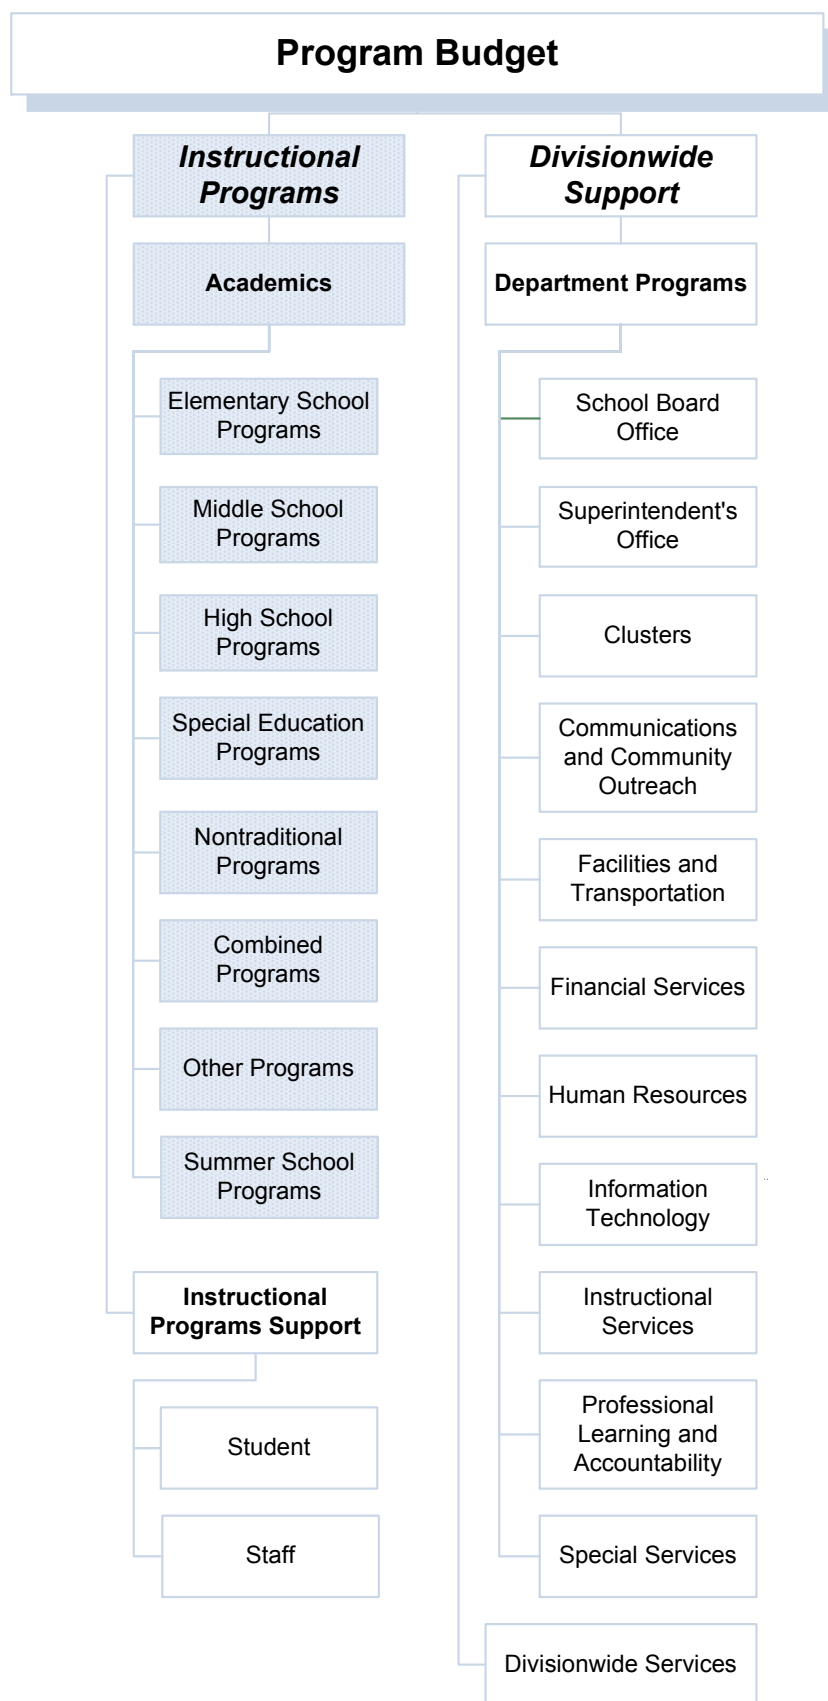 Program Budget
Instructional
Programs
Academics
Elementary School
Programs
Middle School
Programs
High School
Programs
Special Education
Programs
Nontraditional
Programs
Combined
Programs
Other Programs
Summer School
Programs
Instructional
Programs Support
Student
Staff
Divisionwide
Support
Department Programs
School Board
Office
Superintendent's
Office
Clusters
Communications
and Community
Outreach
Facilities and
Transportation
Financial Services
Human Resources
Information
Technology
Instructional
Services
Professional
Learning and
Accountability
Special Services
Divisionwide Services